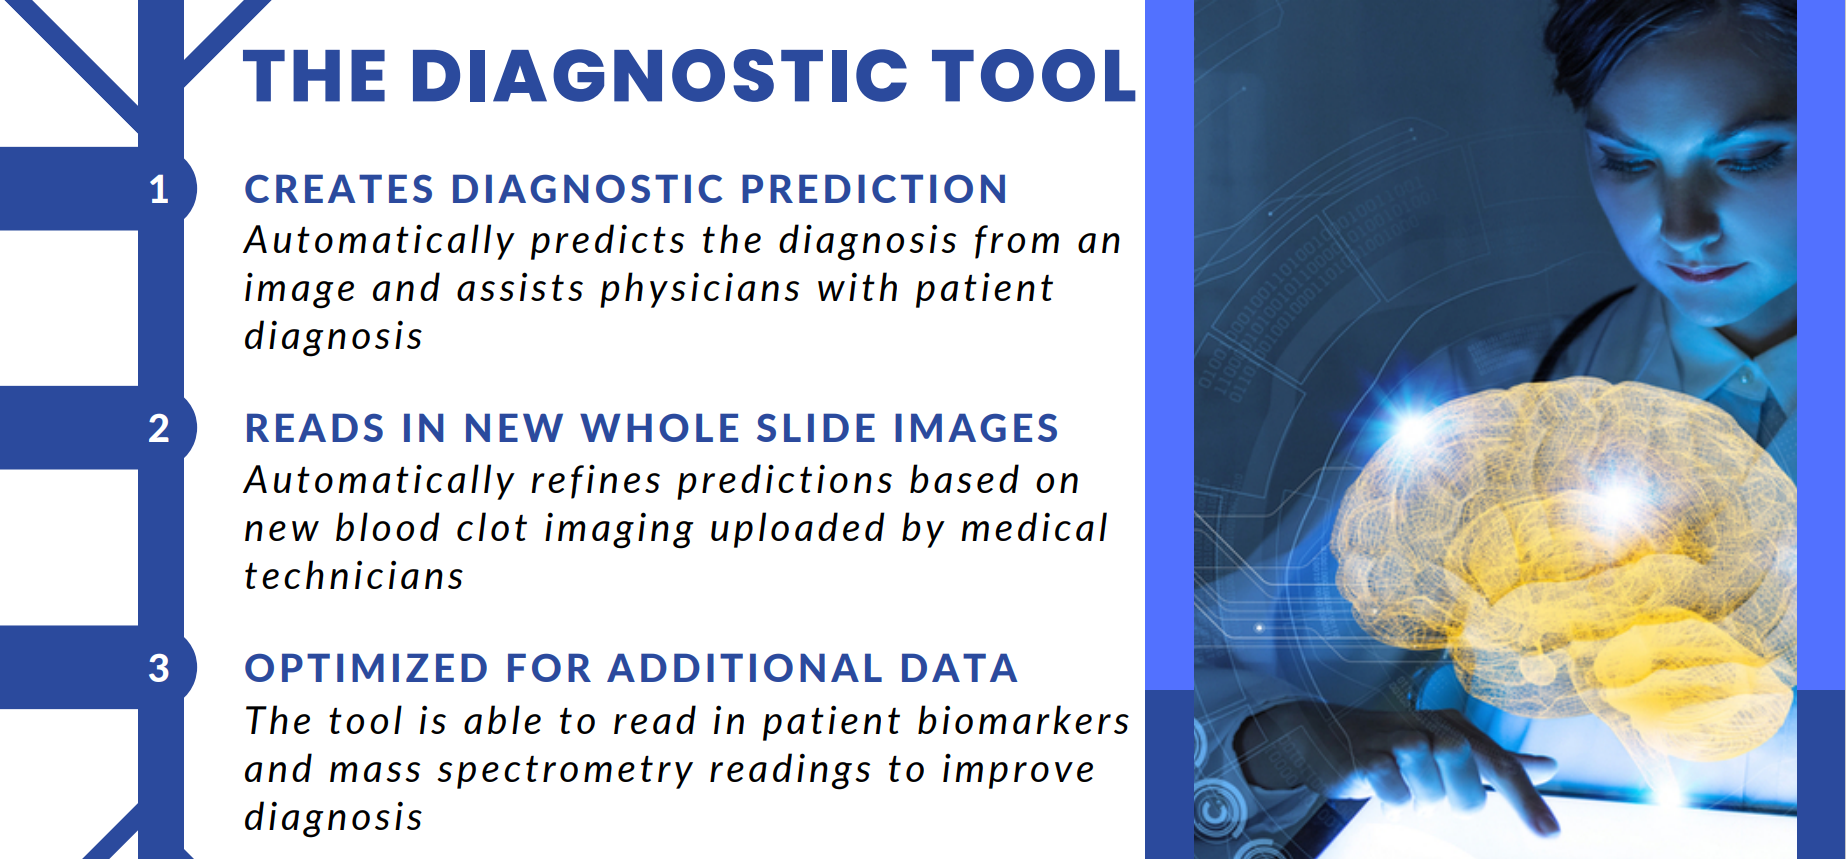 THE DIAGNOSTIC TOOL
1
CREATES DIAGNOSTIC PREDICTION
Automatically predicts the diagnosis from an
image and assists physicians with patient
diagnosis
2
READS IN NEW WHOLE SLIDE IMAGES
Automatically refines predictions based on
new blood clot imaging uploaded by medical
technicians
3
OPTIMIZED FOR ADDITIONAL DATA
The tool is able to read in patient biomarkers
and mass spectrometry readings to improve
diagnosis